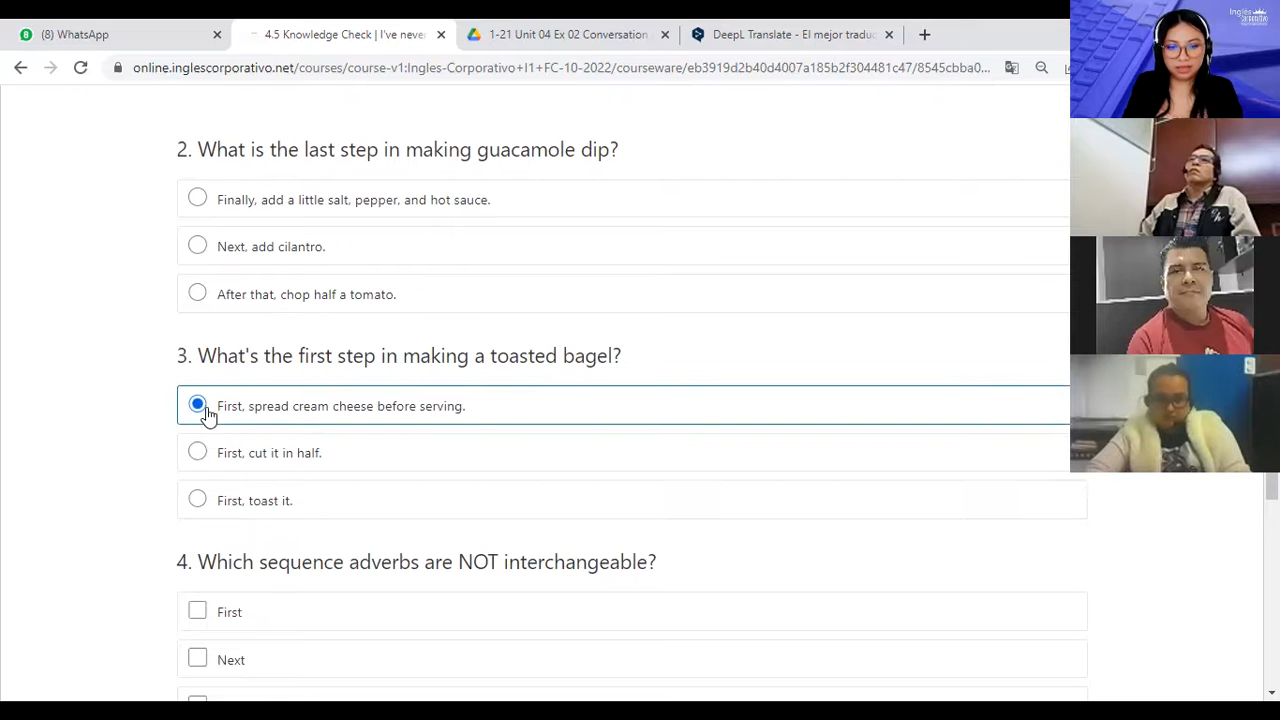 (8) WhatsApp
4.5 Knowledge Check | I've never
1-21 Unit 04 Ex 02 Conversation
DeepL Translate - El mejor traduc
online.inglescorporativo.net/courses/course-v1:Ingles-Corporativo+I1+FC-10-2022/courseware/eb3919d2b40d4007a185b2f304481c47/8545cbba0...
Inglés
corporativo
2. What is the last step in making guacamole dip?
Finally, add a little salt, pepper, and hot sauce.
Next, add cilantro.
After that, chop half a tomato.
3. What's the first step in making a toasted bagel?
First, spread cream cheese before serving.
First, cut it in half.
First, toast it.
4. Which sequence adverbs are NOT interchangeable?
First
Next